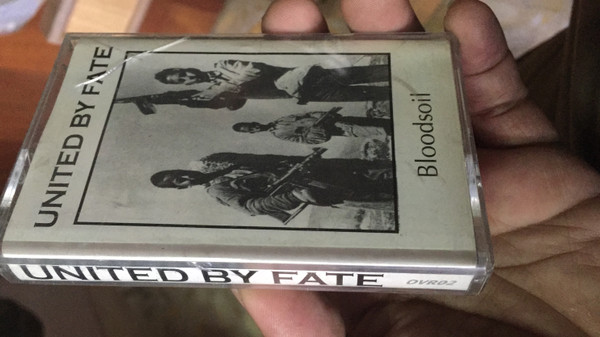 UNITED BY FATE
Bloodsoil
UNITED BY FATE OVR02